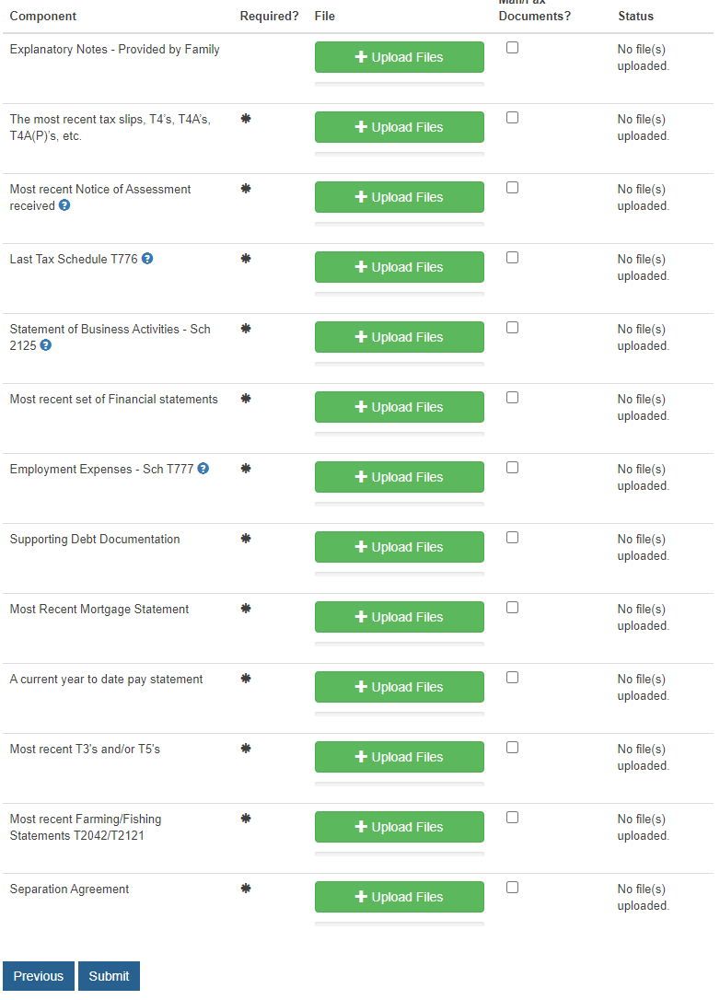 Mail/Fax
Component Required? File Documents? Status
Explanatory Notes - Provided by Family Upload Files No file(s)
uploaded.
The most recent tax slips, T4's, T4A's, ✱ Upload Files No file(s)
T4A(P)'s, etc. uploaded.
Most recent Notice of Assessment ✱ Upload Files No file(s)
received ? uploaded.
Last Tax Schedule T776 ? ✱ Upload Files No file(s)
uploaded.
Statement of Business Activities - Sch ✱ Upload Files No file(s)
2125 ? uploaded.
Most recent set of Financial statements ✱ Upload Files No file(s)
uploaded.
Employment Expenses - Sch T777 ? ✱ Upload Files No file(s)
uploaded.
Supporting Debt Documentation ✱ Upload Files No file(s)
uploaded.
Most Recent Mortgage Statement ✱ Upload Files No file(s)
uploaded.
A current year to date pay statement ✱ Upload Files No file(s)
uploaded.
Most recent T3's and/or T5's ✱ Upload Files No file(s)
uploaded.
Most recent Farming/Fishing ✱ Upload Files No file(s)
Statements T2042/T2121 uploaded.
Separation Agreement ✱ Upload Files No file(s)
uploaded.
Previous Submit